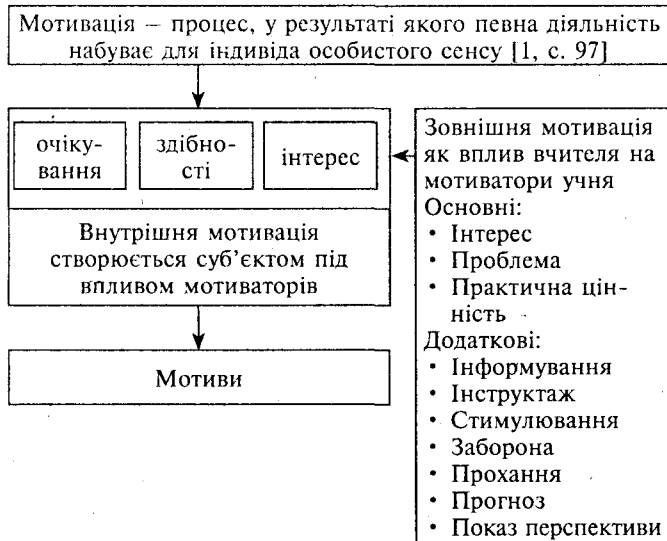 Мотивація – процес, у результаті якого певна діяльність
набуває для індивіда особистого сенсу [1, с. 97]
очіку-
вання
здібно-
сті
інтерес
Внутрішня мотивація
створюється суб’єктом під
впливом мотиваторів
Мотиви
Зовнішня мотивація
як вплив вчителя на
мотиватори учня
Основні:
• Інтерес
• Проблема
• Практична цін-
ність
Додаткові:
• Інформування
• Інструктаж
• Стимулювання
• Заборона
• Прохання
• Прогноз
• Показ перспективи